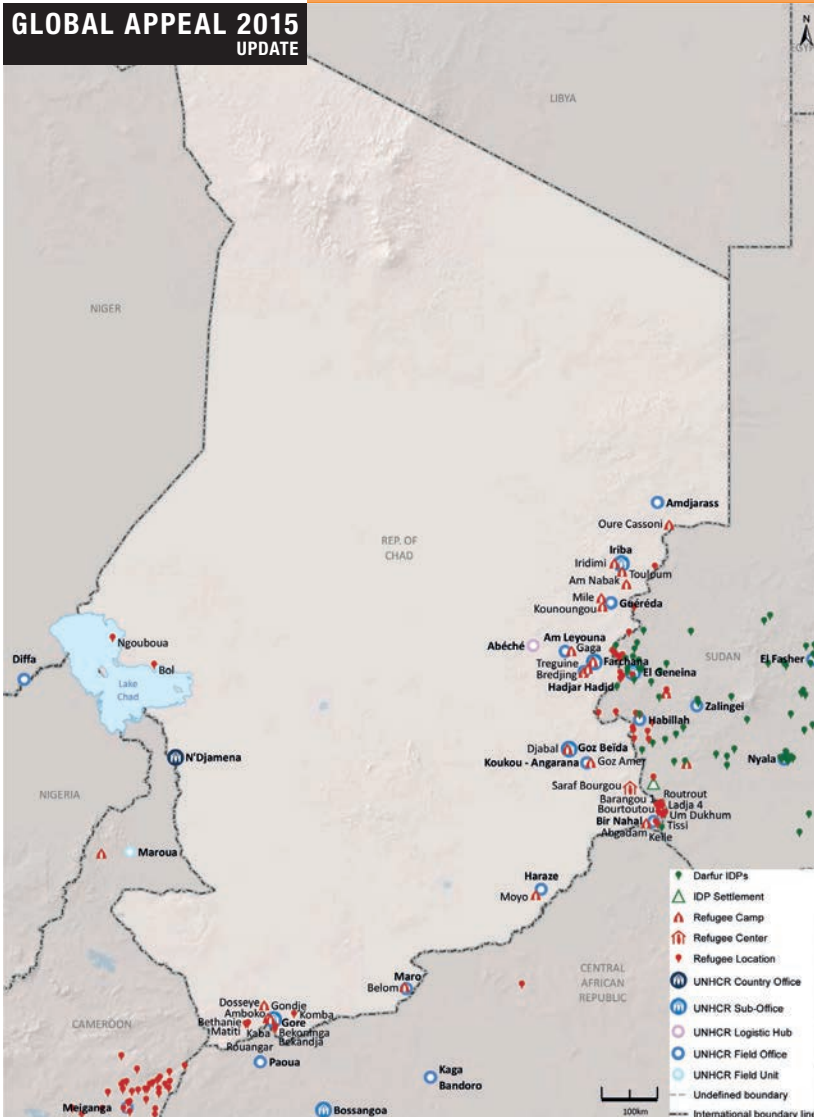 GLOBAL APPEAL 2015
UPDATE
N
LIBYA
NIGER
Amdjarass
Oure Cassoni
REP. OF
CHAD
Iriba
Iridimi
Touloum
Am Nabak
Mile
Kounoungou
Guéréda
Ngouboua
Bol
Diffa
Lake
Chad
Abéché
Am Leyouna
Gaga
Treguine
Farchana
Bredjing
Hadjar Hadid
El Geneina
SUDAN
El Fasher
Zalingei
Habillah
N'Djamena
Djabal
Goz Beïda
Koukou - Angarana
Goz Amer
Nyala
NIGERIA
Saraf Bourgou
Barangou 1
Routrout
Bourtoutou
Ladja 4
Um Dukhum
Bir Nahal
Tissi
Abgadam
Kelle
Maroua
Haraze
Moyo
Maro
Belom
CENTRAL
AFRICAN
REPUBLIC
Dosseye
Gondje
Amboko
Komba
Bethanie
Gore
Matiti
Kaba
Bekoninga
Bekandja
Rouangar
CAMEROON
Paoua
Kaga
Bandoro
Meiganga
Bossangoa
100km
Darfur IDPs
IDP Settlement
Refugee Camp
Refugee Center
Refugee Location
UNHCR Country Office
UNHCR Sub-Office
UNHCR Logistic Hub
UNHCR Field Office
UNHCR Field Unit
Undefined boundary
International boundary line